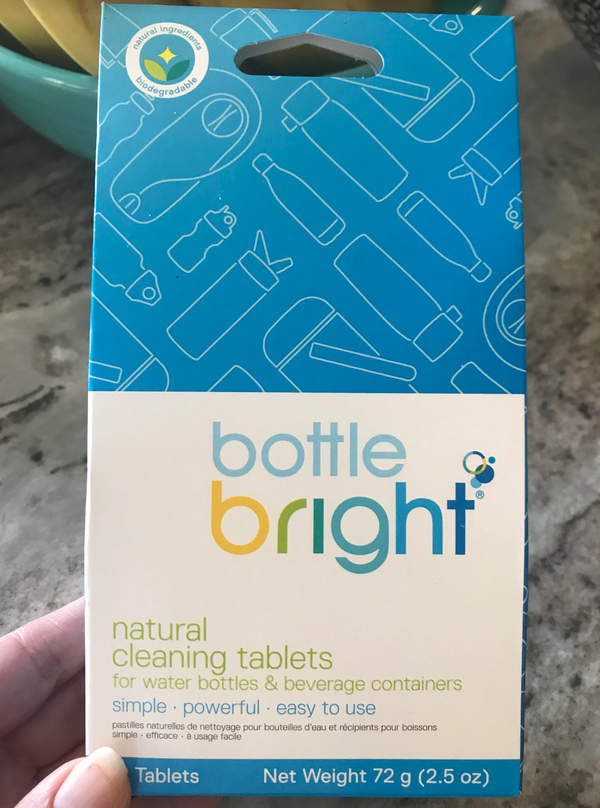 natural ingredients
biodegradable
bottle
bright®
natural
cleaning tablets
for water bottles & beverage containers
simple · powerful · easy to use
pastilles naturelles de nettoyage pour bouteilles d'eau et récipients pour boissons
simple · efficace · à usage facile
Tablets Net Weight 72 g (2.5 oz)